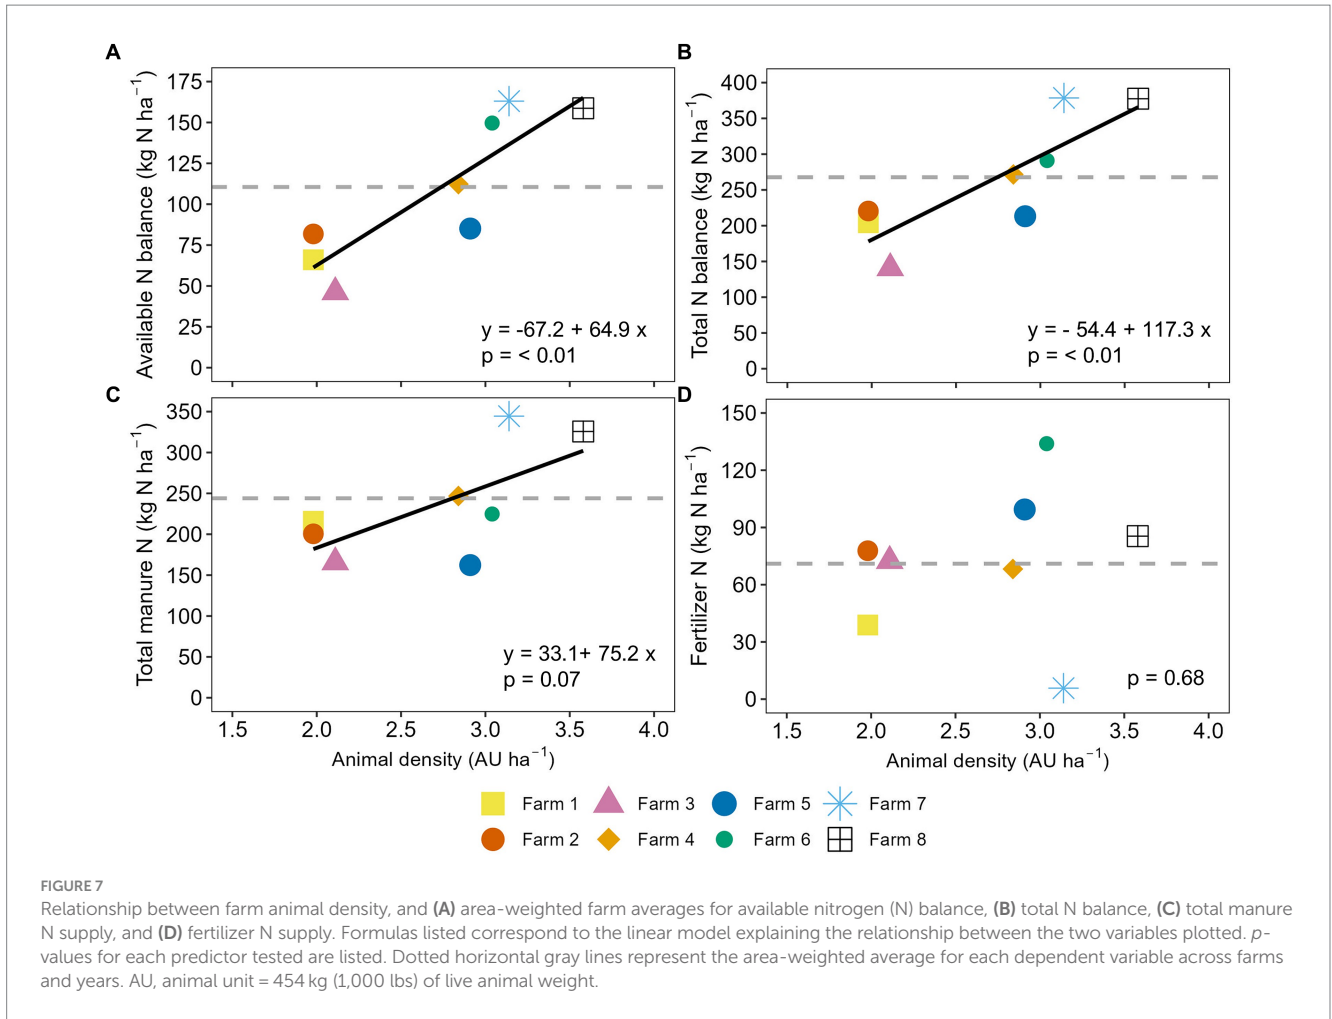 A
B
175
150
125
100
75
50
25
0
Available N balance (kg N ha⁻¹)
y = -67.2 + 64.9 x
p = < 0.01
400
350
300
250
200
150
100
50
0
Total N balance (kg N ha⁻¹)
y = - 54.4 + 117.3 x
p = < 0.01
C
D
350
300
250
200
150
100
50
0
Total manure N (kg N ha⁻¹)
y = 33.1+ 75.2 x
p = 0.07
1.5 2.0 2.5 3.0 3.5 4.0
Animal density (AU ha⁻¹)
150
120
90
60
30
0
Fertilizer N (kg N ha⁻¹)
p = 0.68
1.5 2.0 2.5 3.0 3.5 4.0
Animal density (AU ha⁻¹)
Farm 1 Farm 3 Farm 5 Farm 7
Farm 2 Farm 4 Farm 6 Farm 8
FIGURE 7
Relationship between farm animal density, and (A) area-weighted farm averages for available nitrogen (N) balance, (B) total N balance, (C) total manure
N supply, and (D) fertilizer N supply. Formulas listed correspond to the linear model explaining the relationship between the two variables plotted. p-
values for each predictor tested are listed. Dotted horizontal gray lines represent the area-weighted average for each dependent variable across farms
and years. AU, animal unit = 454 kg (1,000 lbs) of live animal weight.